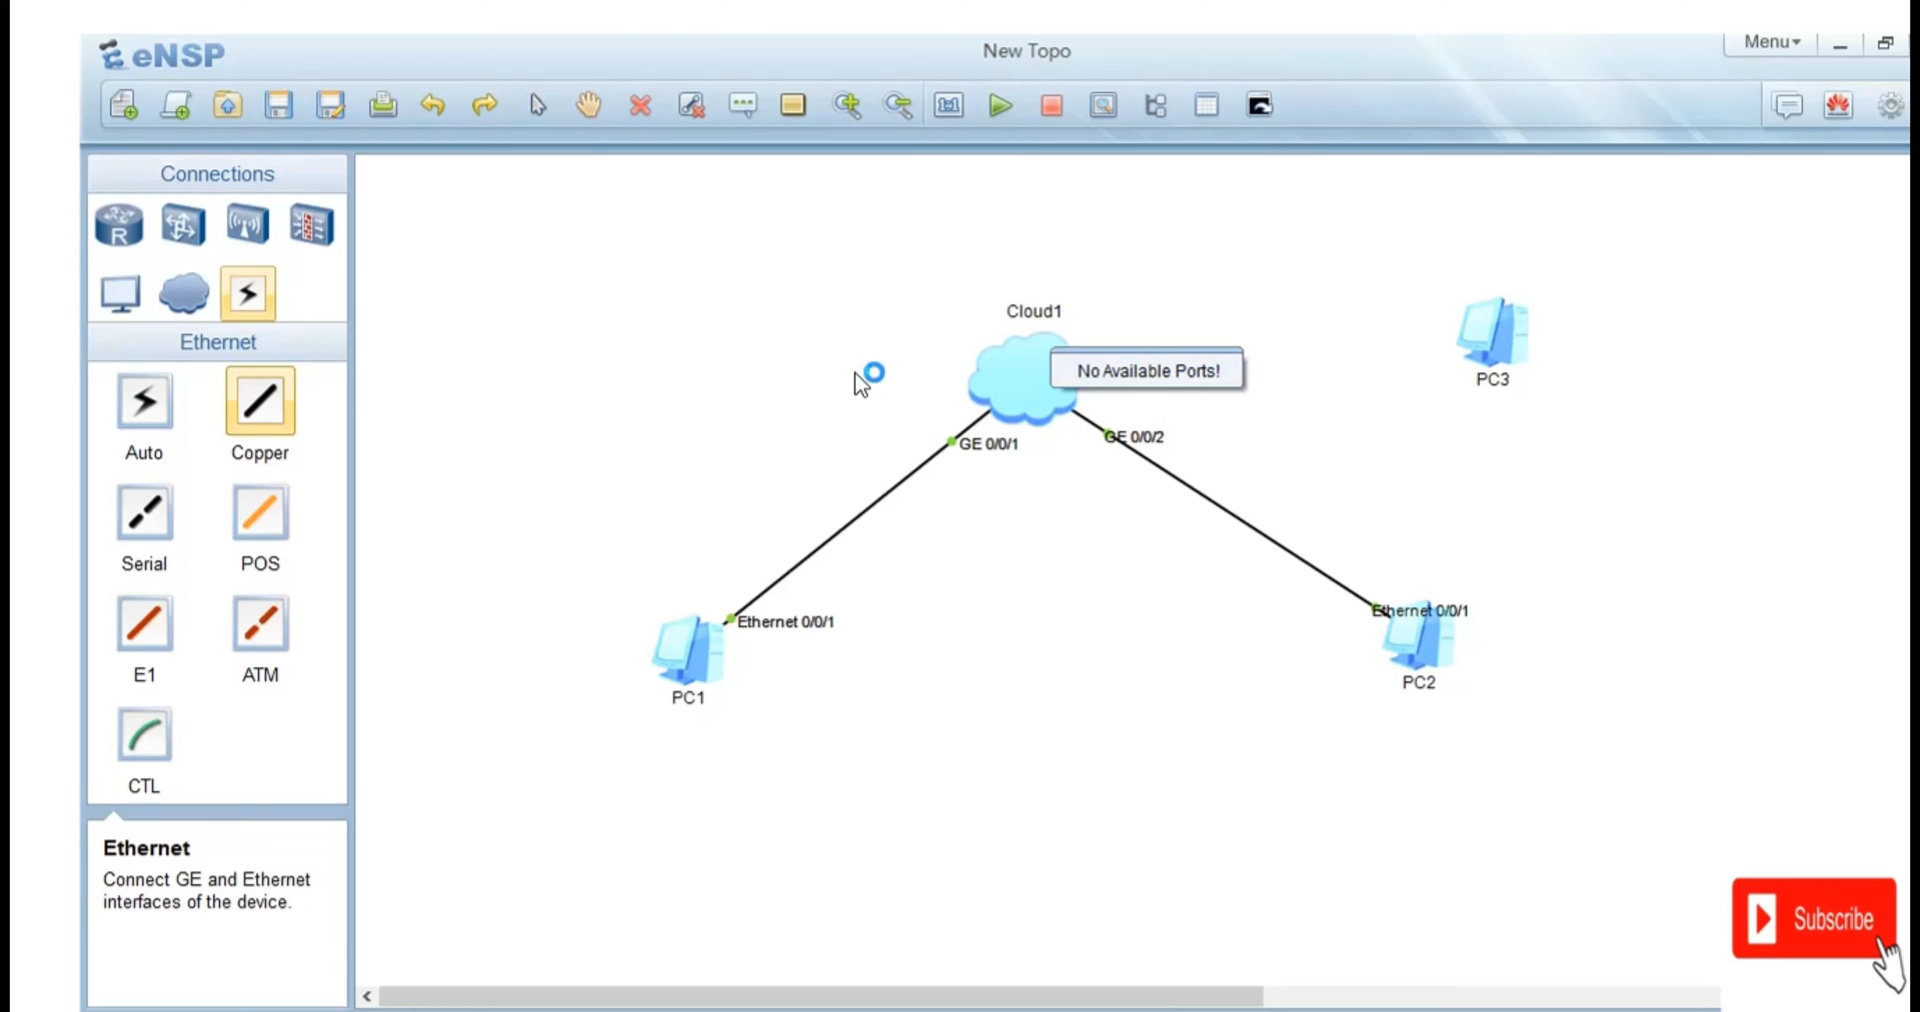 eNSP
New Topo
Menu
Connections
R
Ethernet
Auto
Copper
Serial
POS
E1
ATM
CTL
Ethernet
Connect GE and Ethernet
interfaces of the device.
Cloud1
No Available Ports!
PC3
GE 0/0/1
GE 0/0/2
Ethernet 0/0/1
PC1
Ethernet 0/0/1
PC2
Subscribe